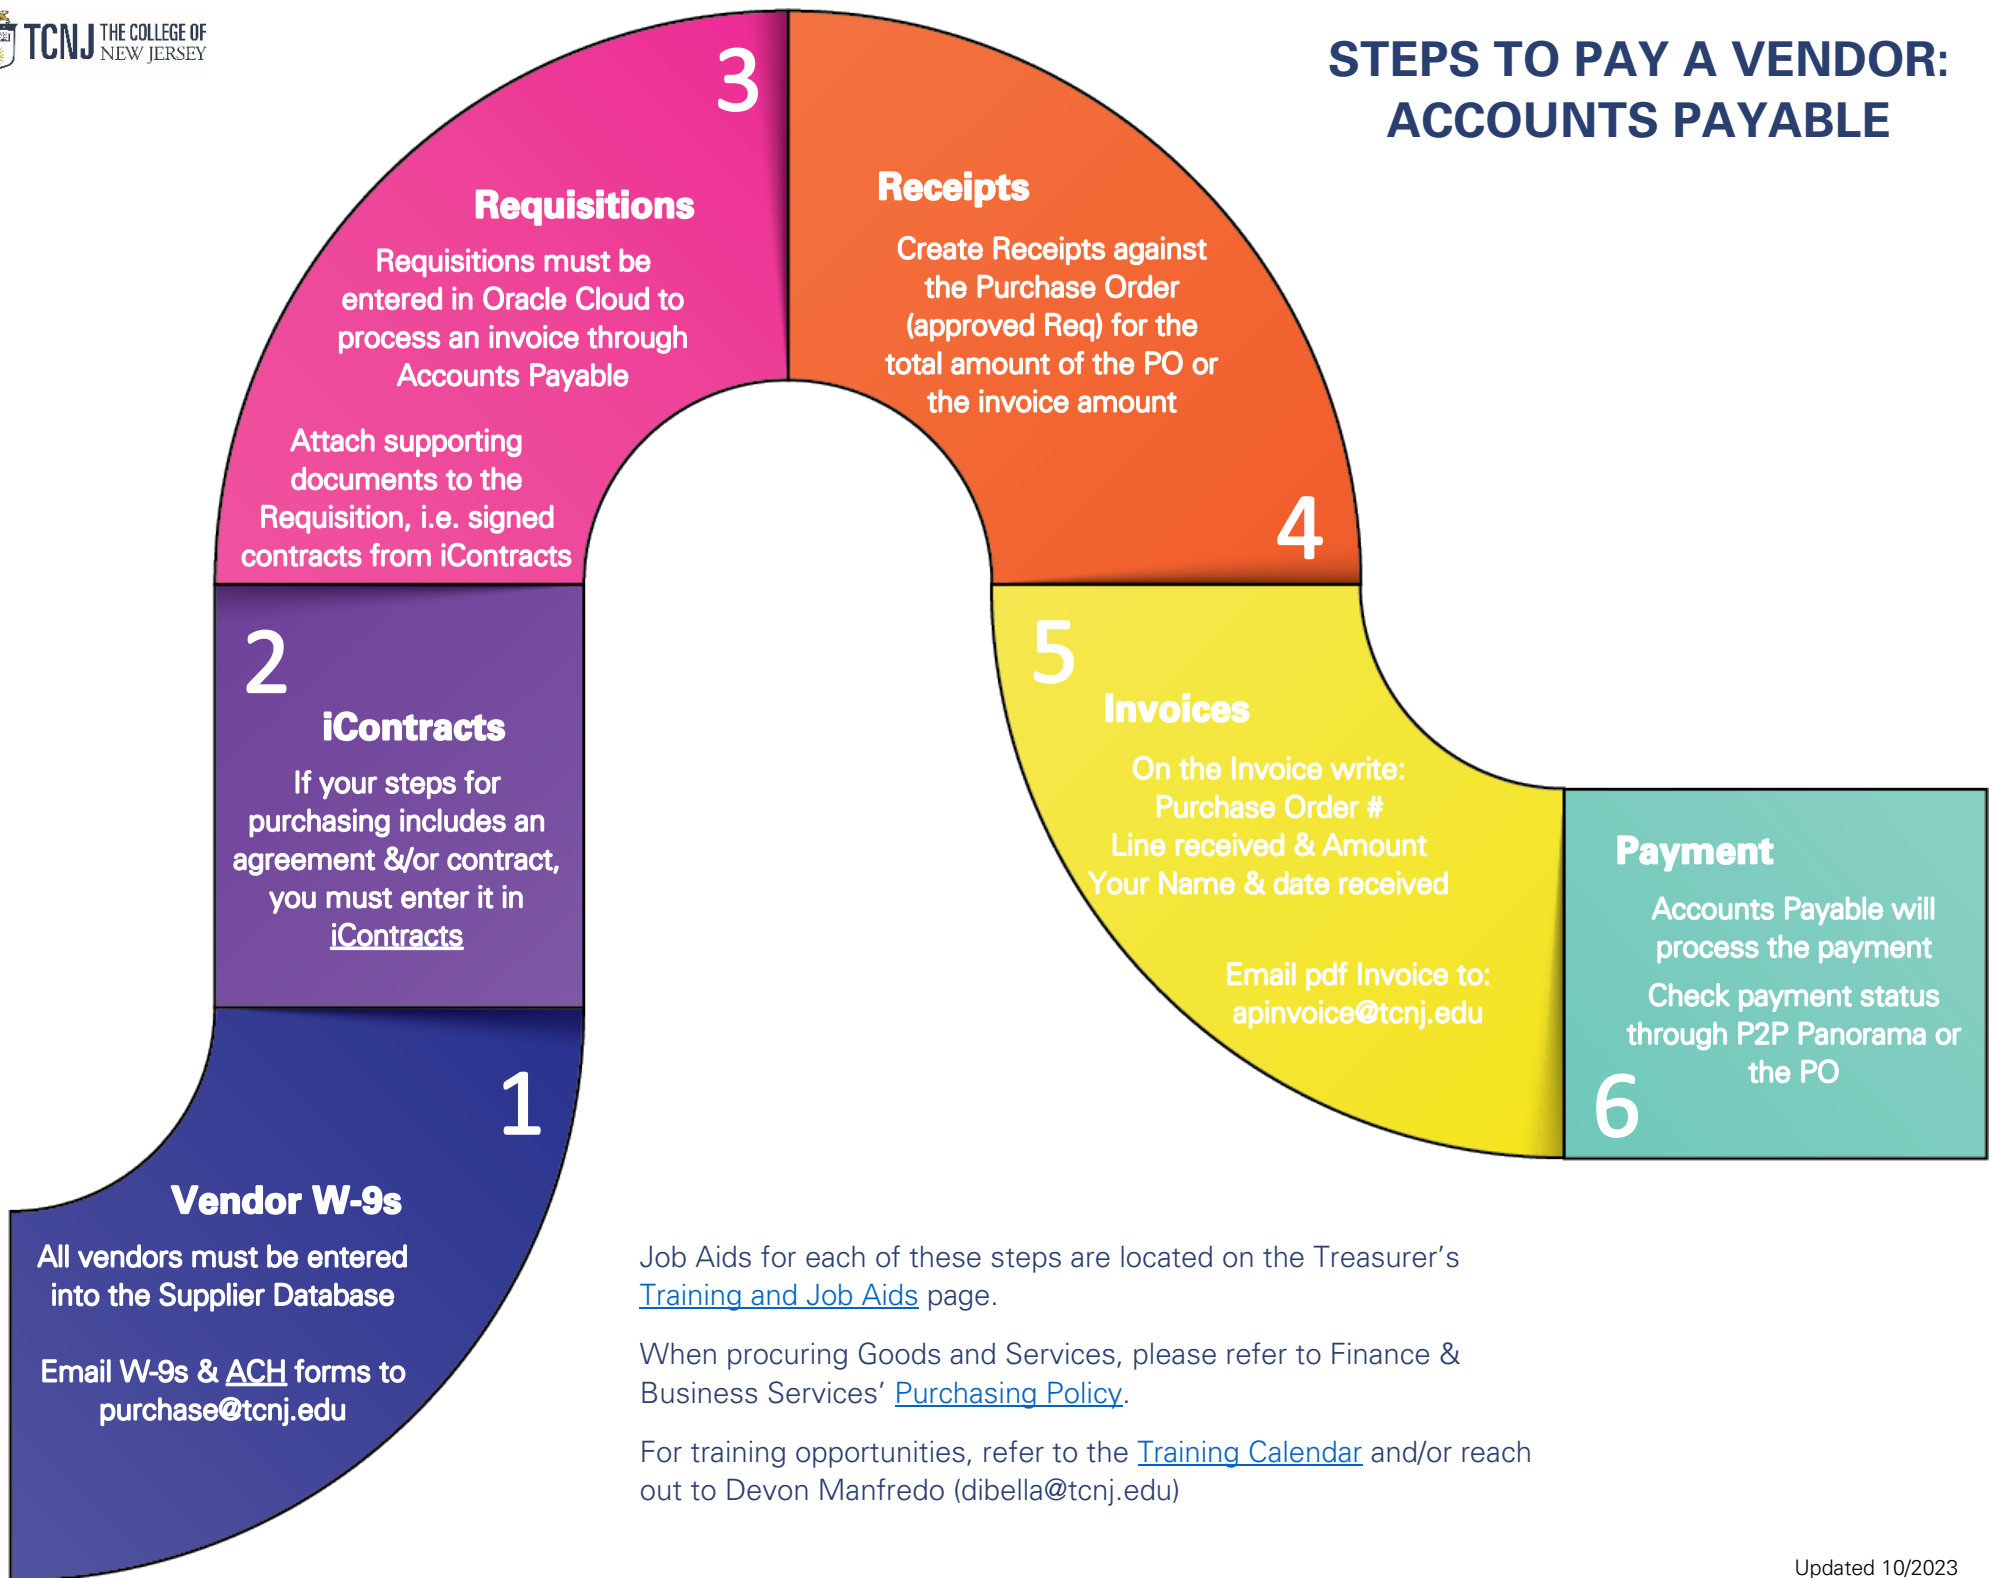 TCNJ THE COLLEGE OF
NEW JERSEY
STEPS TO PAY A VENDOR:
ACCOUNTS PAYABLE
1
Vendor W-9s
All vendors must be entered
into the Supplier Database
Email W-9s & ACH forms to
purchase@tcnj.edu
2
iContracts
If your steps for
purchasing includes an
agreement &/or contract,
you must enter it in
iContracts
3
Requisitions
Requisitions must be
entered in Oracle Cloud to
process an invoice through
Accounts Payable
Attach supporting
documents to the
Requisition, i.e. signed
contracts from iContracts
Receipts
Create Receipts against
the Purchase Order
(approved Req) for the
total amount of the PO or
the invoice amount
4
5
Invoices
On the Invoice write:
Purchase Order #
Line received & Amount
Your Name & date received
Email pdf Invoice to:
apinvoice@tcnj.edu
Payment
Accounts Payable will
process the payment
Check payment status
through P2P Panorama or
the PO
6
Job Aids for each of these steps are located on the Treasurer’s
Training and Job Aids page.
When procuring Goods and Services, please refer to Finance &
Business Services’ Purchasing Policy.
For training opportunities, refer to the Training Calendar and/or reach
out to Devon Manfredo (dibella@tcnj.edu)
Updated 10/2023